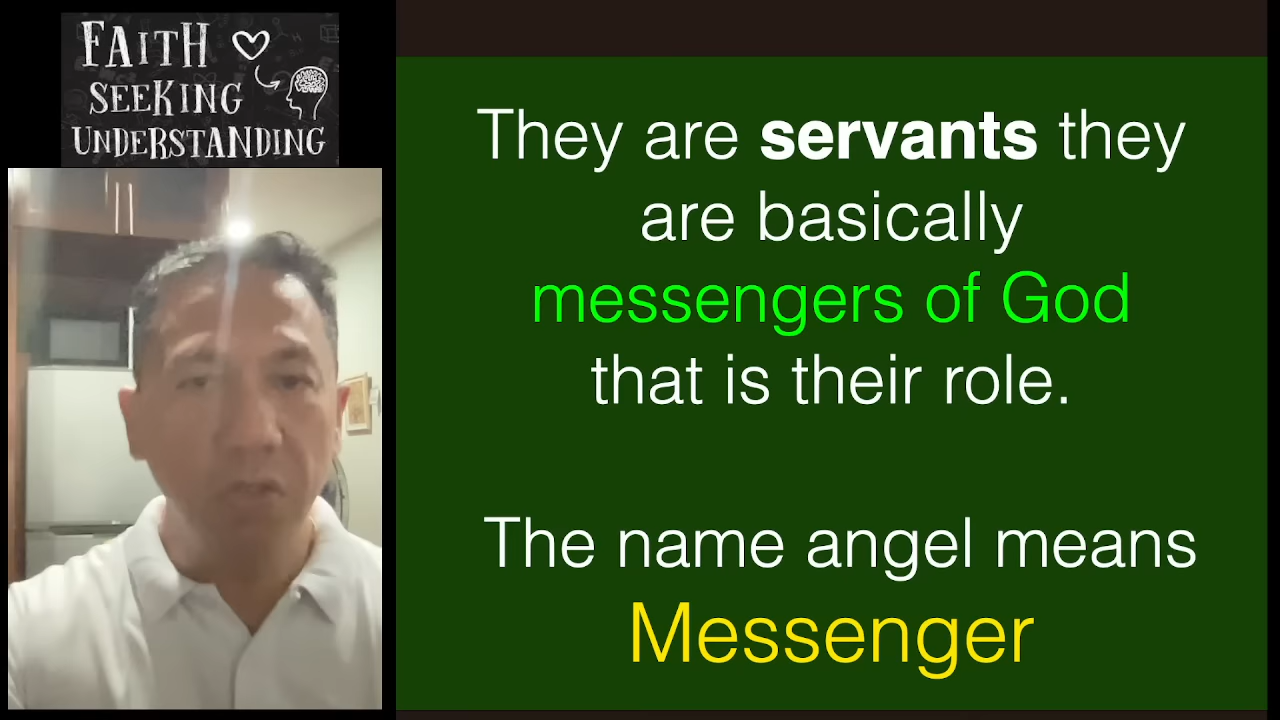 FAITH
SEEKING
UNDERSTANDING
They are servants they
are basically
messengers of God
that is their role.
The name angel means
Messenger